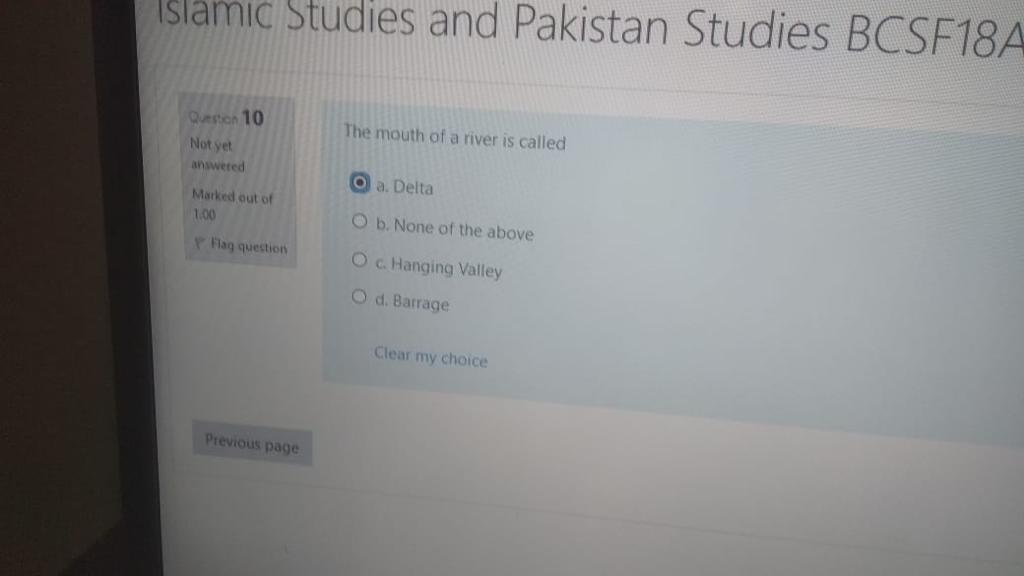 Islamic Studies and Pakistan Studies BCSF18A
Question 10
Not yet
answered
Marked out of
1.00
Flag question
The mouth of a river is called
a. Delta
b. None of the above
c. Hanging Valley
d. Barrage
Clear my choice
Previous page